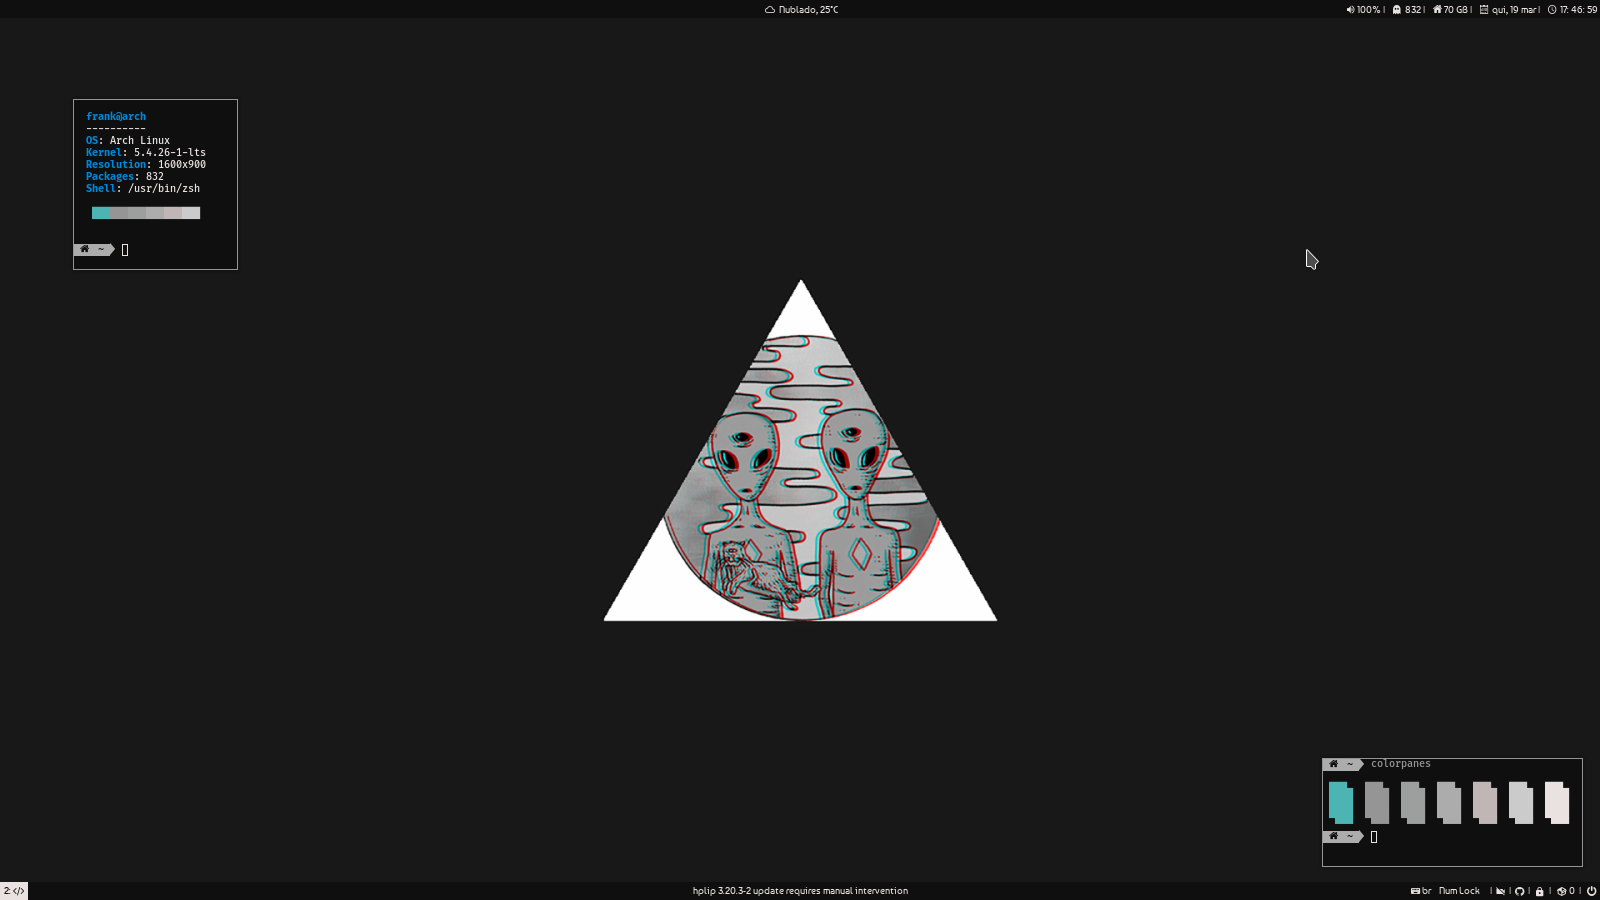 Nublado, 25°C
100% | 832 | 70 GB | qui, 19 mar | 17: 46: 59
frank@arch
----------
OS: Arch Linux
Kernel: 5.4.26-1-lts
Resolution: 1600x900
Packages: 832
Shell: /usr/bin/zsh
~
~ colorpanes
~
2: </>
hplip 3.20.3-2 update requires manual intervention
br Num Lock | | | | 0 |